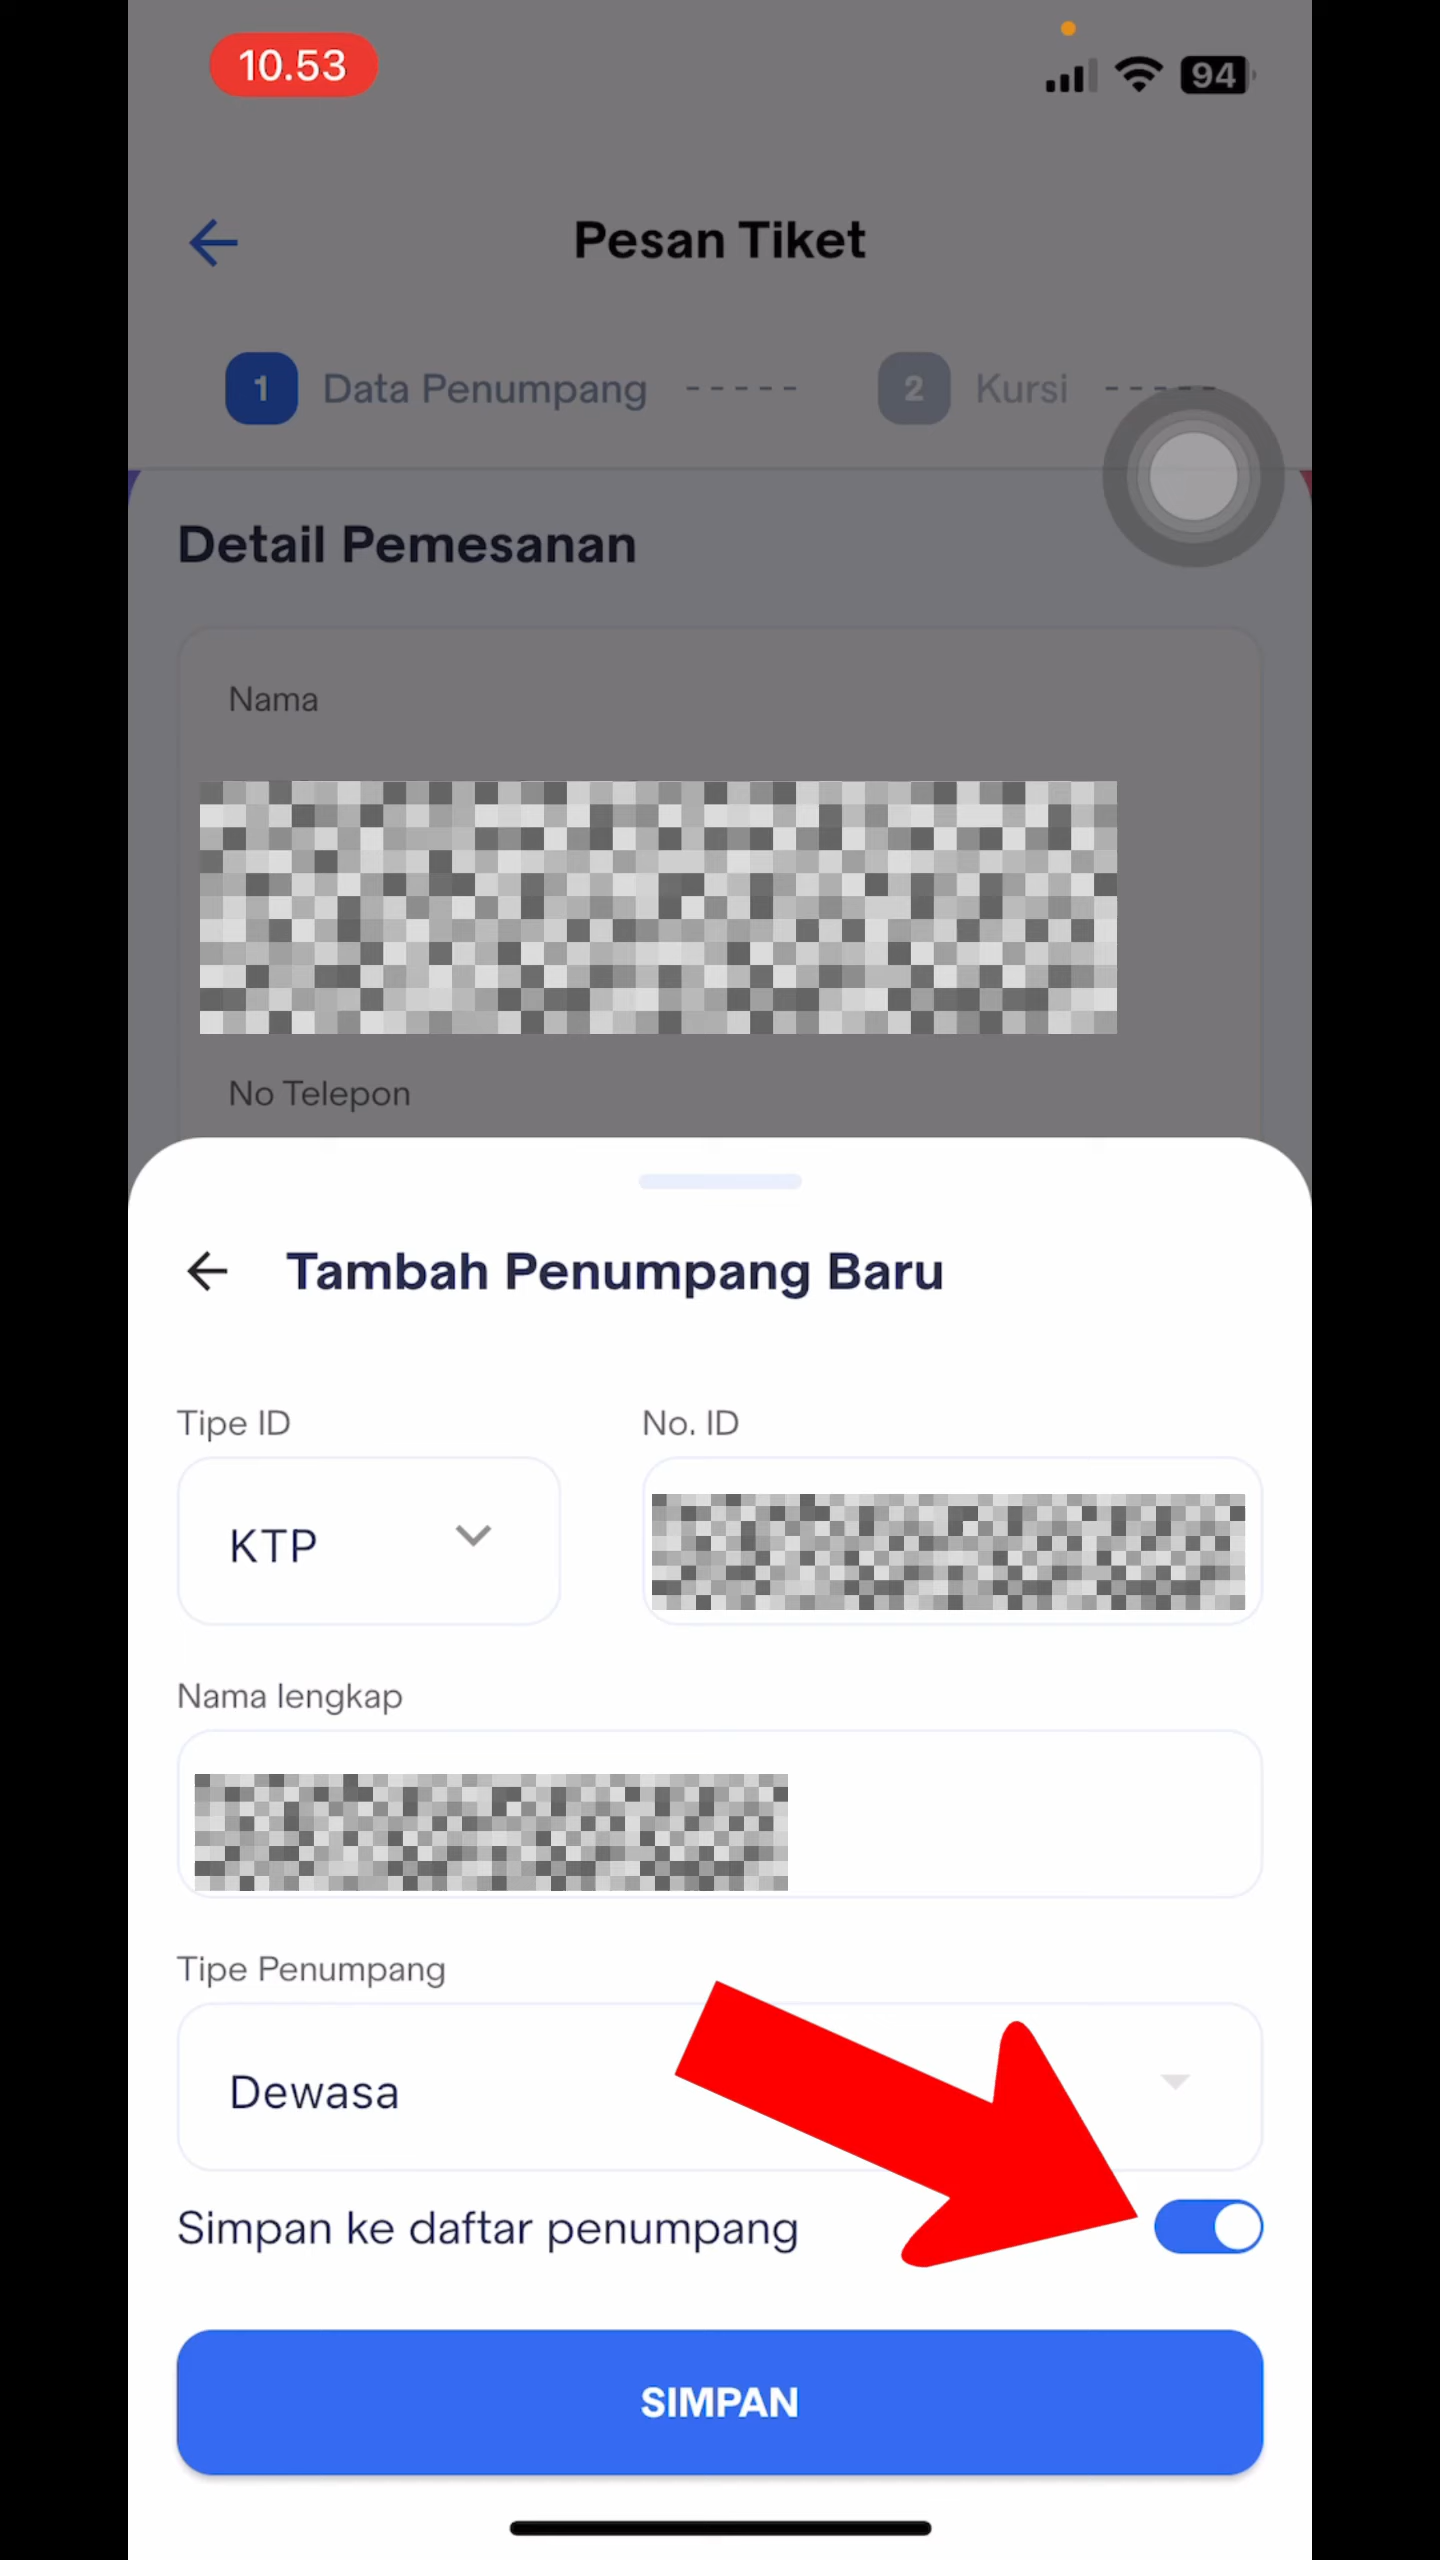 10.53
94
Pesan Tiket
1 Data Penumpang ----- 2 Kursi -----
Detail Pemesanan
Nama
No Telepon
Tambah Penumpang Baru
Tipe ID No. ID
KTP
Nama lengkap
Tipe Penumpang
Dewasa
Simpan ke daftar penumpang
SIMPAN